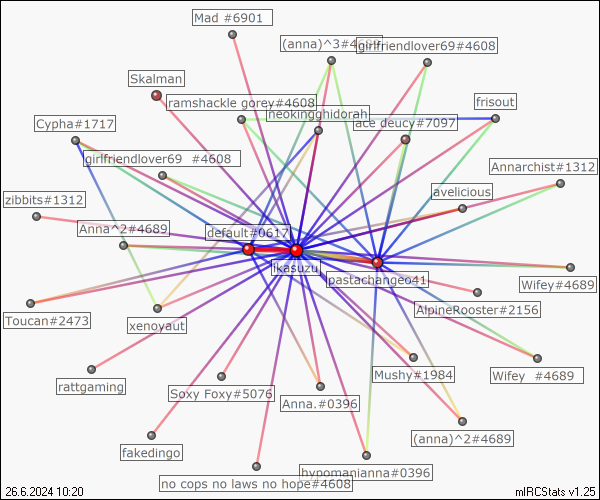 Mad #6901
(anna)^3#4689
girlfriendlover69#4608
Skalman
ramshackle gorey#4608
neokingghidorah
frisout
Cypha#1717
ace deucy#7097
girlfriendlover69 #4608
Annarchist#1312
zibbits#1312
avelicious
Anna^2#4689
default#0617
ikasuzu
pastachange41
Wifey#4689
Toucan#2473
xenoyaut
AlpineRooster#2156
rattgaming
Soxy Foxy#5076
Anna.#0396
Mushy#1984
Wifey #4689
fakedingo
(anna)^2#4689
no cops no laws no hope#4608
hypomanianna#0396
26.6.2024 10:20
mIRCStats v1.25